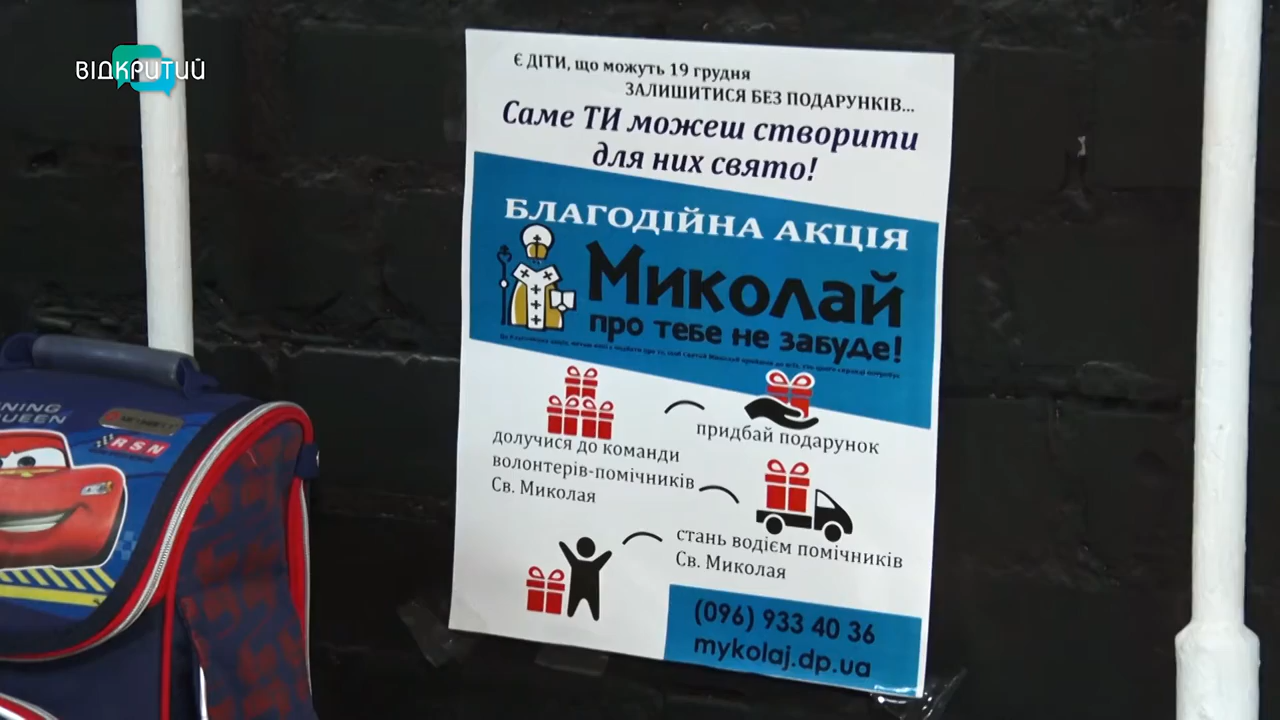 ВІДКРИТИЙ
Є ДІТИ, що можуть 19 грудня
ЗАЛИШИТИСЯ БЕЗ ПОДАРУНКІВ...
Саме ТИ можеш створити
для них свято!
БЛАГОДІЙНА АКЦІЯ
Миколай
про тебе не забуде!
придбай подарунок
долучися до команди
волонтерів-помічників
Св. Миколая
стань водієм помічників
Св. Миколая
(096) 933 40 36
mykolaj.dp.ua
NING
QUEEN
RSN